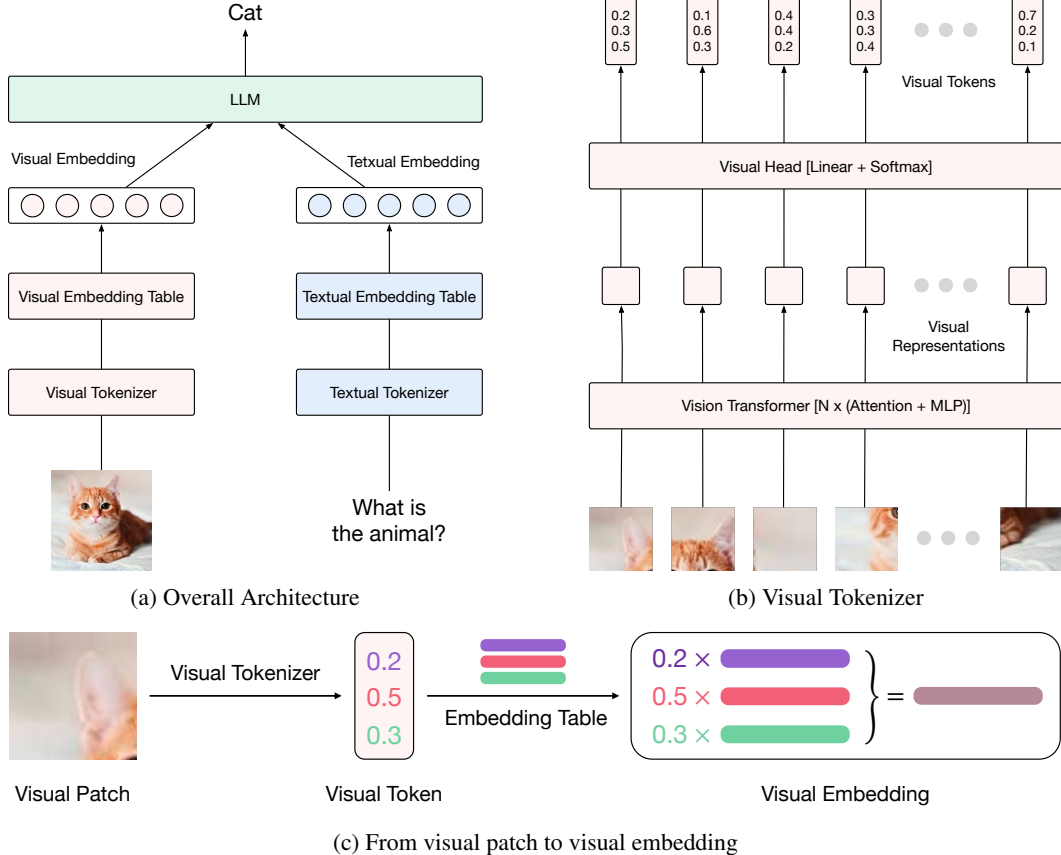 Cat
LLM
Visual Embedding
Tetxual Embedding
Visual Embedding Table
Textual Embedding Table
Visual Tokenizer
Textual Tokenizer
What is
the animal?
(a) Overall Architecture
0.2 0.1 0.4 0.3 0.7
0.3 0.6 0.4 0.3 0.2
0.5 0.3 0.2 0.4 0.1
Visual Tokens
Visual Head [Linear + Softmax]
Visual
Representations
Vision Transformer [N x (Attention + MLP)]
(b) Visual Tokenizer
Visual Tokenizer
0.2
0.5
0.3
Embedding Table
0.2 ×
0.5 ×
0.3 ×
=
Visual Patch
Visual Token
Visual Embedding
(c) From visual patch to visual embedding